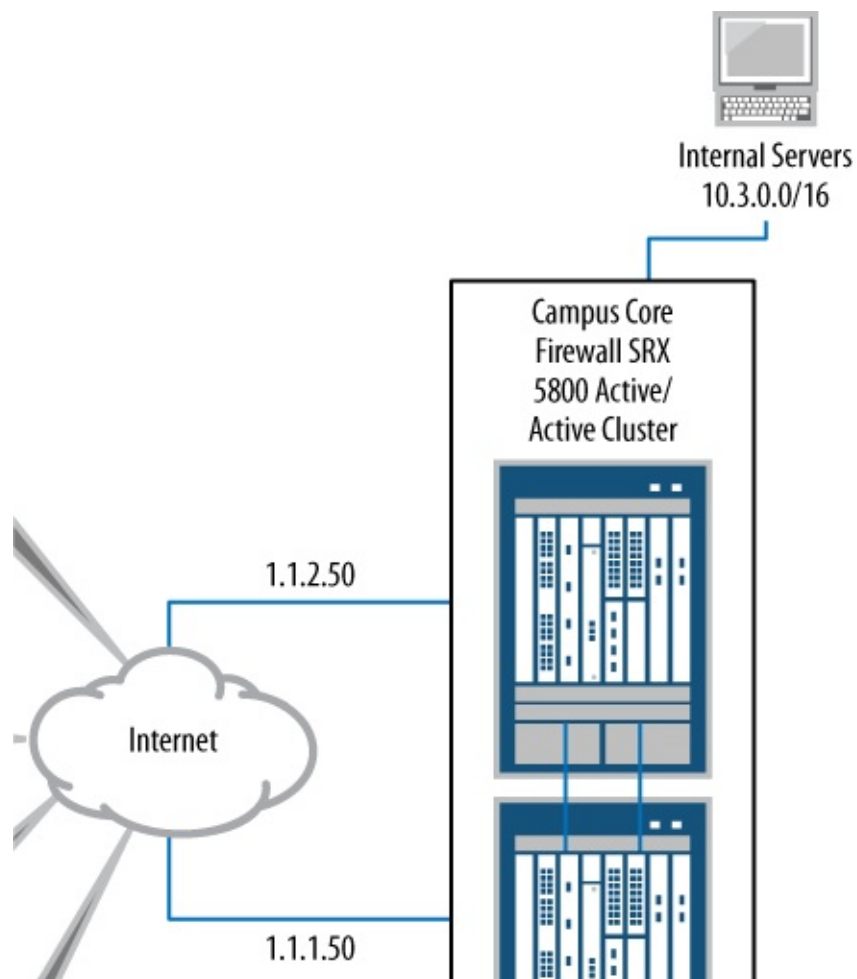 Internal Servers
10.3.0.0/16
Campus Core
Firewall SRX
5800 Active/
Active Cluster
1.1.2.50
Internet
1.1.1.50